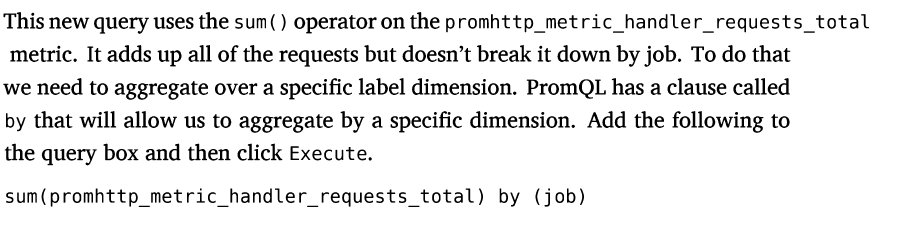 This new query uses the sum() operator on the promhttp_metric_handler_requests_total
metric. It adds up all of the requests but doesn’t break it down by job. To do that
we need to aggregate over a specific label dimension. PromQL has a clause called
by that will allow us to aggregate by a specific dimension. Add the following to
the query box and then click Execute.
sum(promhttp_metric_handler_requests_total) by (job)